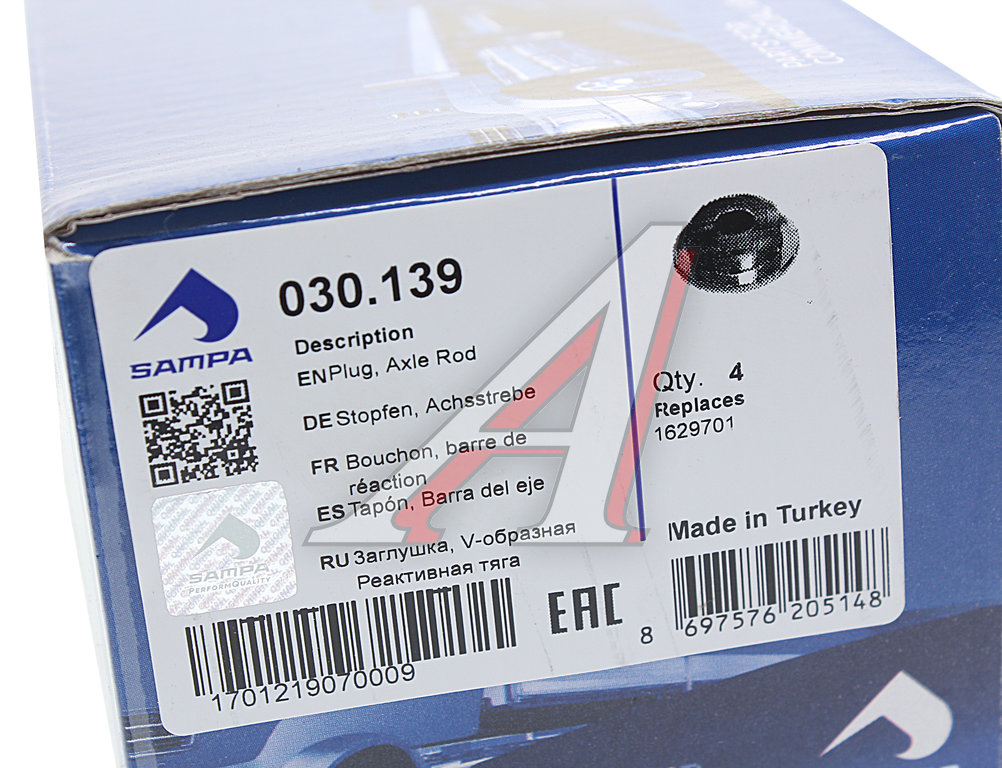 SAMPA
030.139
Description
EN Plug, Axle Rod
DE Stopfen, Achsstrebe
FR Bouchon, barre de
réaction
ES Tapón, Barra del eje
RU Заглушка, V-образная
Реактивная тяга
SAMPA
PERFORMQUALITY
1701219070009
EAC
Qty. 4
Replaces
1629701
Made in Turkey
8 697576 205148